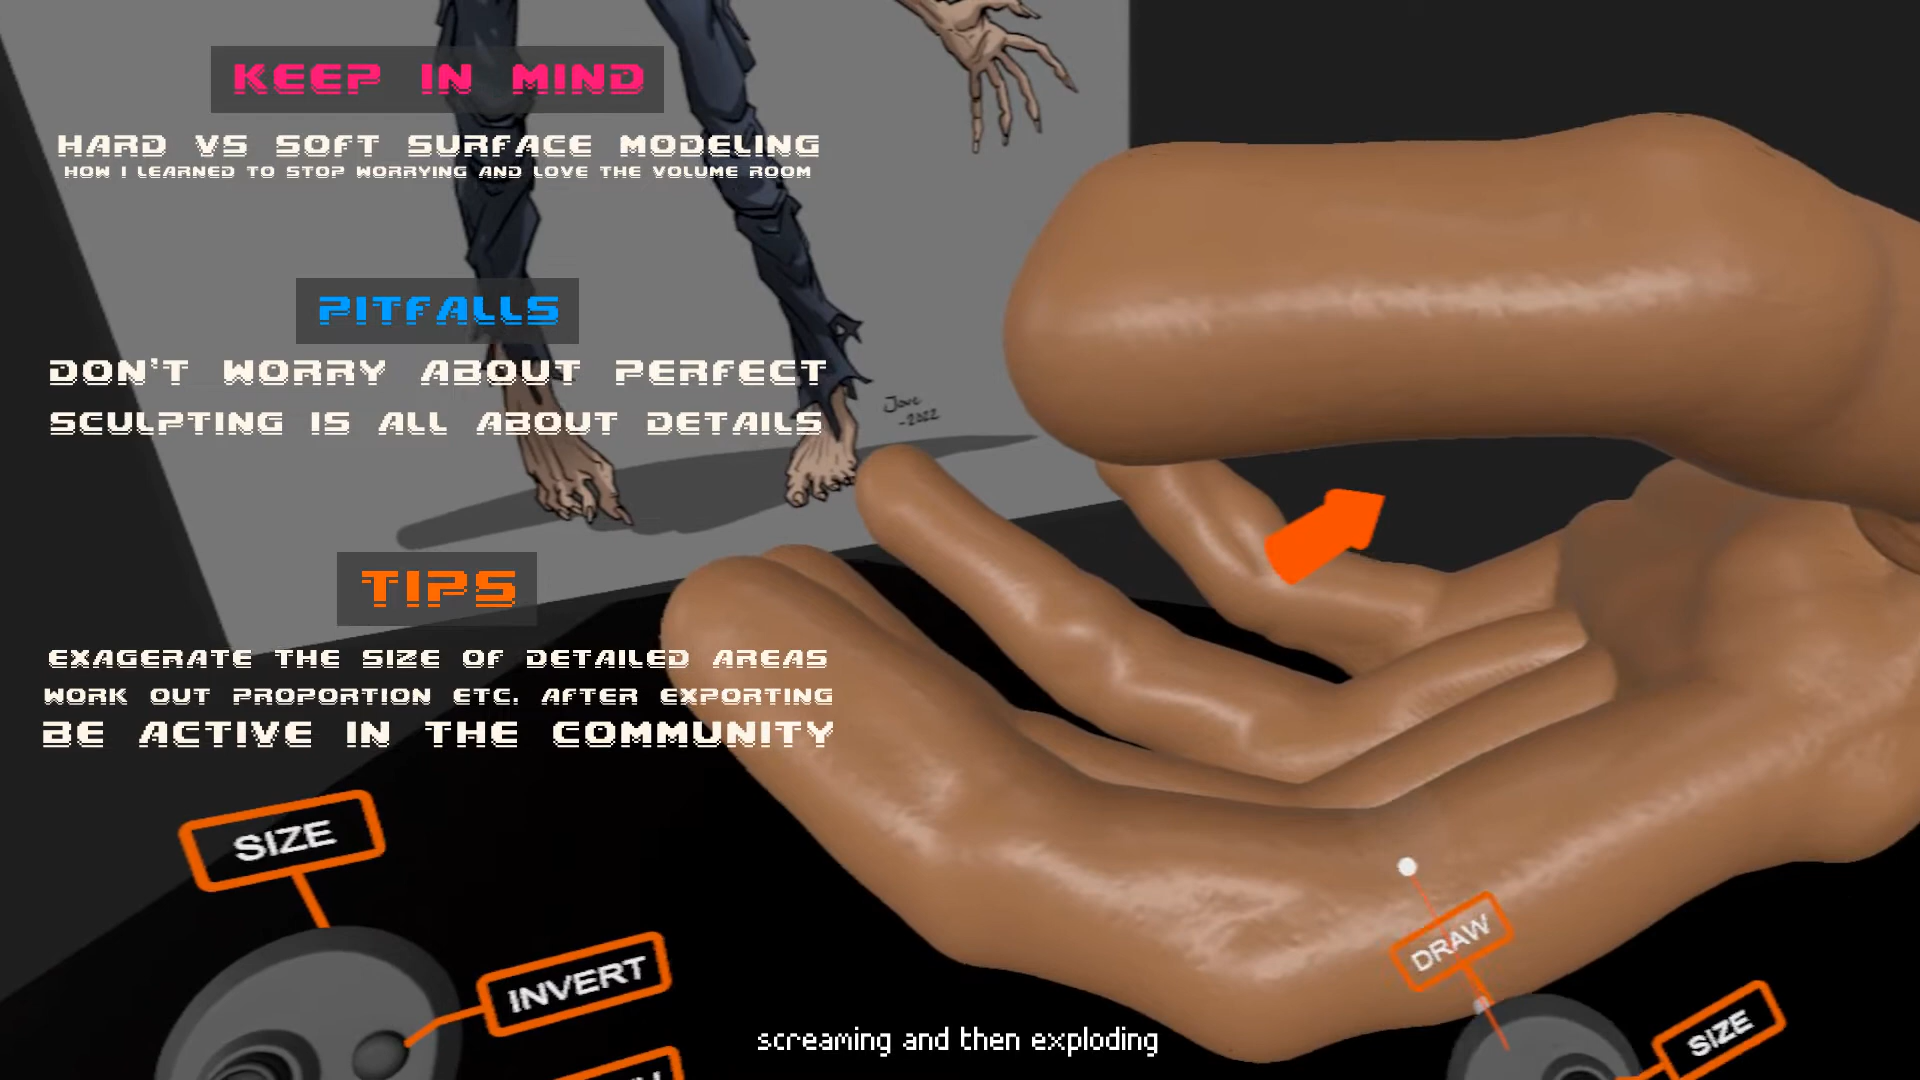 KEEP IN MIND
HARD VS SOFT SURFACE MODELING
HOW I LEARNED TO STOP WORRYING AND LOVE THE VOLUME ROOM
PITFALLS
DON'T WORRY ABOUT PERFECT
SCULPTING IS ALL ABOUT DETAILS
Jove
-2022
TIPS
EXAGERATE THE SIZE OF DETAILED AREAS
WORK OUT PROPORTION ETC. AFTER EXPORTING
BE ACTIVE IN THE COMMUNITY
SIZE
INVERT
DRAW
SIZE
screaming and then exploding